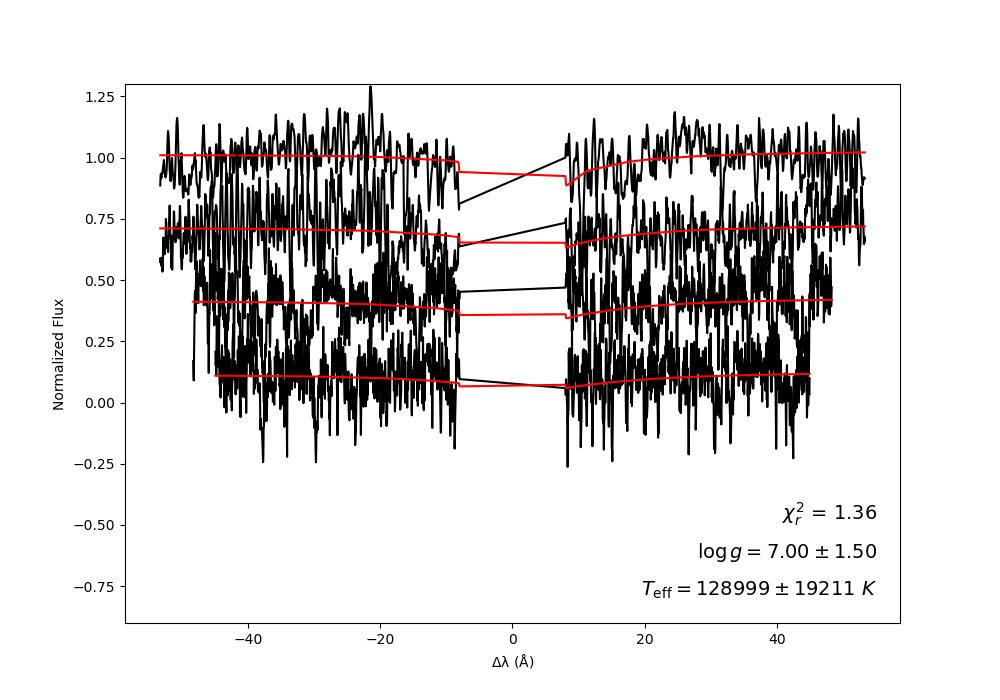 1.25
1.00
0.75
0.50
0.25
0.00
−0.25
−0.50
−0.75
Normalized Flux
χ²ᵣ = 1.36
log g = 7.00 ± 1.50
T_eff = 128999 ± 19211 K
−40 −20 0 20 40
Δλ (Å)